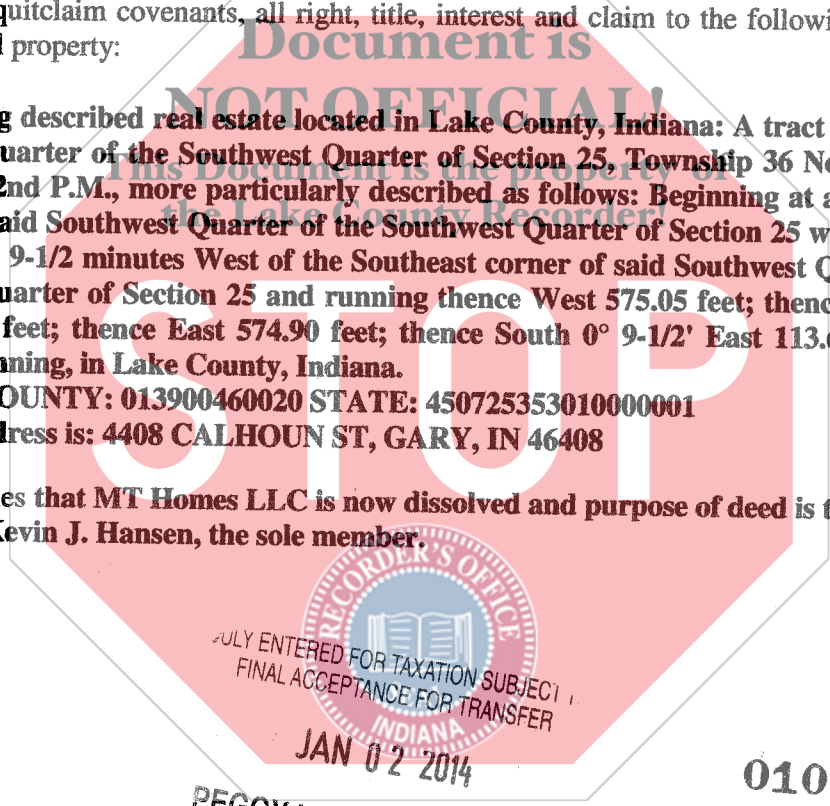 quitclaim covenants, all right, title, interest and claim to the followi
property:
Document is
NOT OFFICIAL!
This Document is the property
the Lake County Recorder!
g described real estate located in Lake County, Indiana: A tract
uarter of the Southwest Quarter of Section 25, Township 36 No
2nd P.M., more particularly described as follows: Beginning at a
aid Southwest Quarter of the Southwest Quarter of Section 25 w
9-1/2 minutes West of the Southeast corner of said Southwest Q
uarter of Section 25 and running thence West 575.05 feet; thenc
feet; thence East 574.90 feet; thence South 0° 9-1/2' East 113.
nning, in Lake County, Indiana.
OUNTY: 013900460020 STATE: 450725353010000001
dress is: 4408 CALHOUN ST, GARY, IN 46408
es that MT Homes LLC is now dissolved and purpose of deed is t
Kevin J. Hansen, the sole member.
STOP
RECORDER'S OFFICE
INDIANA
ULY ENTERED FOR TAXATION SUBJECT
FINAL ACCEPTANCE FOR TRANSFER
JAN 02 2014
PEGGY
010